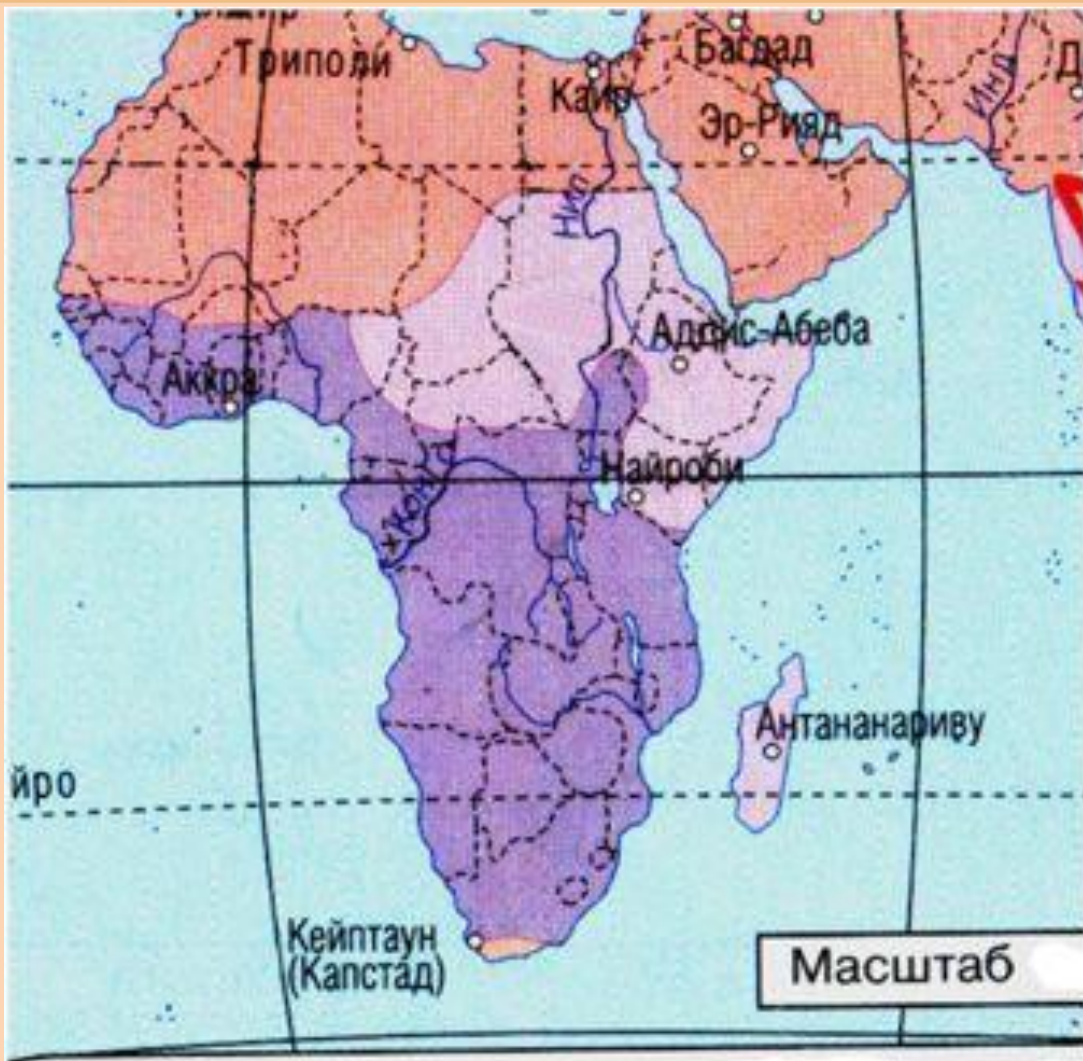 Триполи
Багдад
Каир
Инд
Эр-Рияд
Нил
Аддис-Абеба
Аккра
Найроби
Конго
Антананариву
йро
Кейптаун
(Капстад)
Масштаб